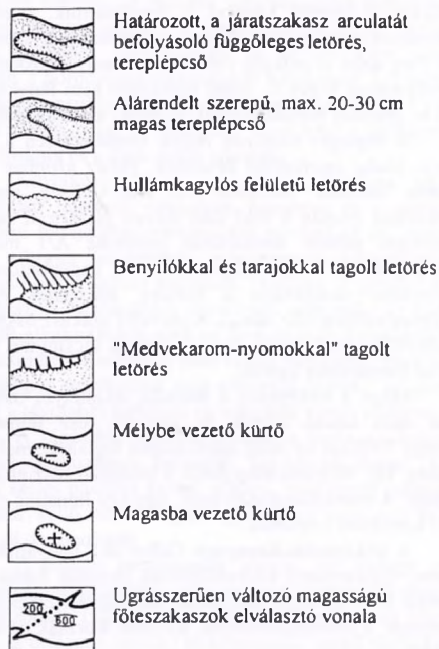 Határozott, a járatszakasz arculatát
befolyásoló függőleges letörés,
tereplépcső
Alárendelt szerepű, max. 20-30 cm
magas tereplépcső
Hullámkagylós felületű letörés
Benyílókkal és tarajokkal tagolt letörés
"Medvekarom-nyomokkal" tagolt
letörés
Mélybe vezető kürtő
Magasba vezető kürtő
200
500
Ugrásszerűen változó magasságú
főteszakaszok elválasztó vonala